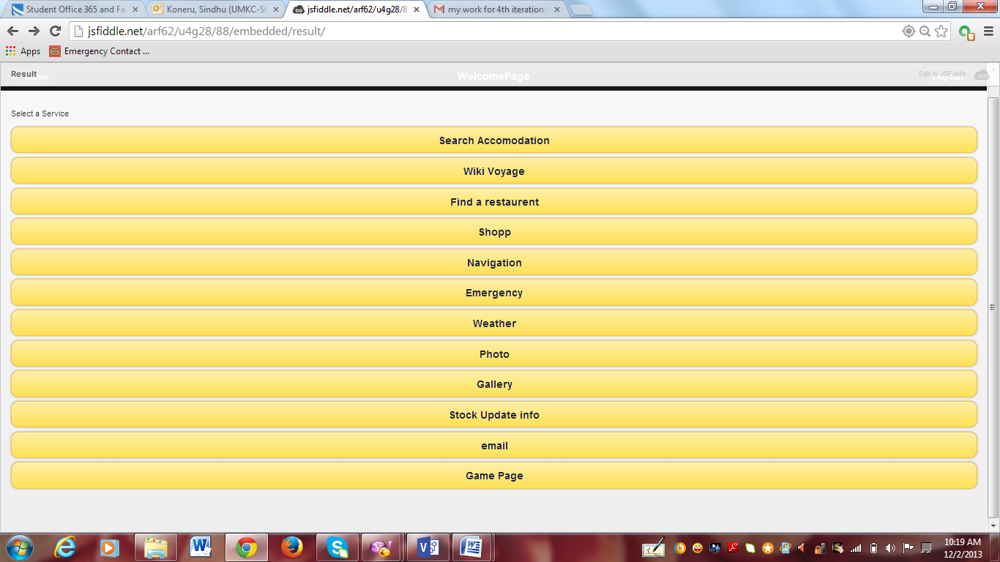 Student Office 365 and Fa
Koneru, Sindhu (UMKC-St
jsfiddle.net/arf62/u4g28/8
my work for 4th iteration
jsfiddle.net/arf62/u4g28/88/embedded/result/
Apps
Emergency Contact ...
Result
WelcomePage
Edit in JSFiddle
Log Out
Select a Service
Search Accomodation
Wiki Voyage
Find a restaurent
Shopp
Navigation
Emergency
Weather
Photo
Gallery
Stock Update info
email
Game Page
10:19 AM
12/2/2013